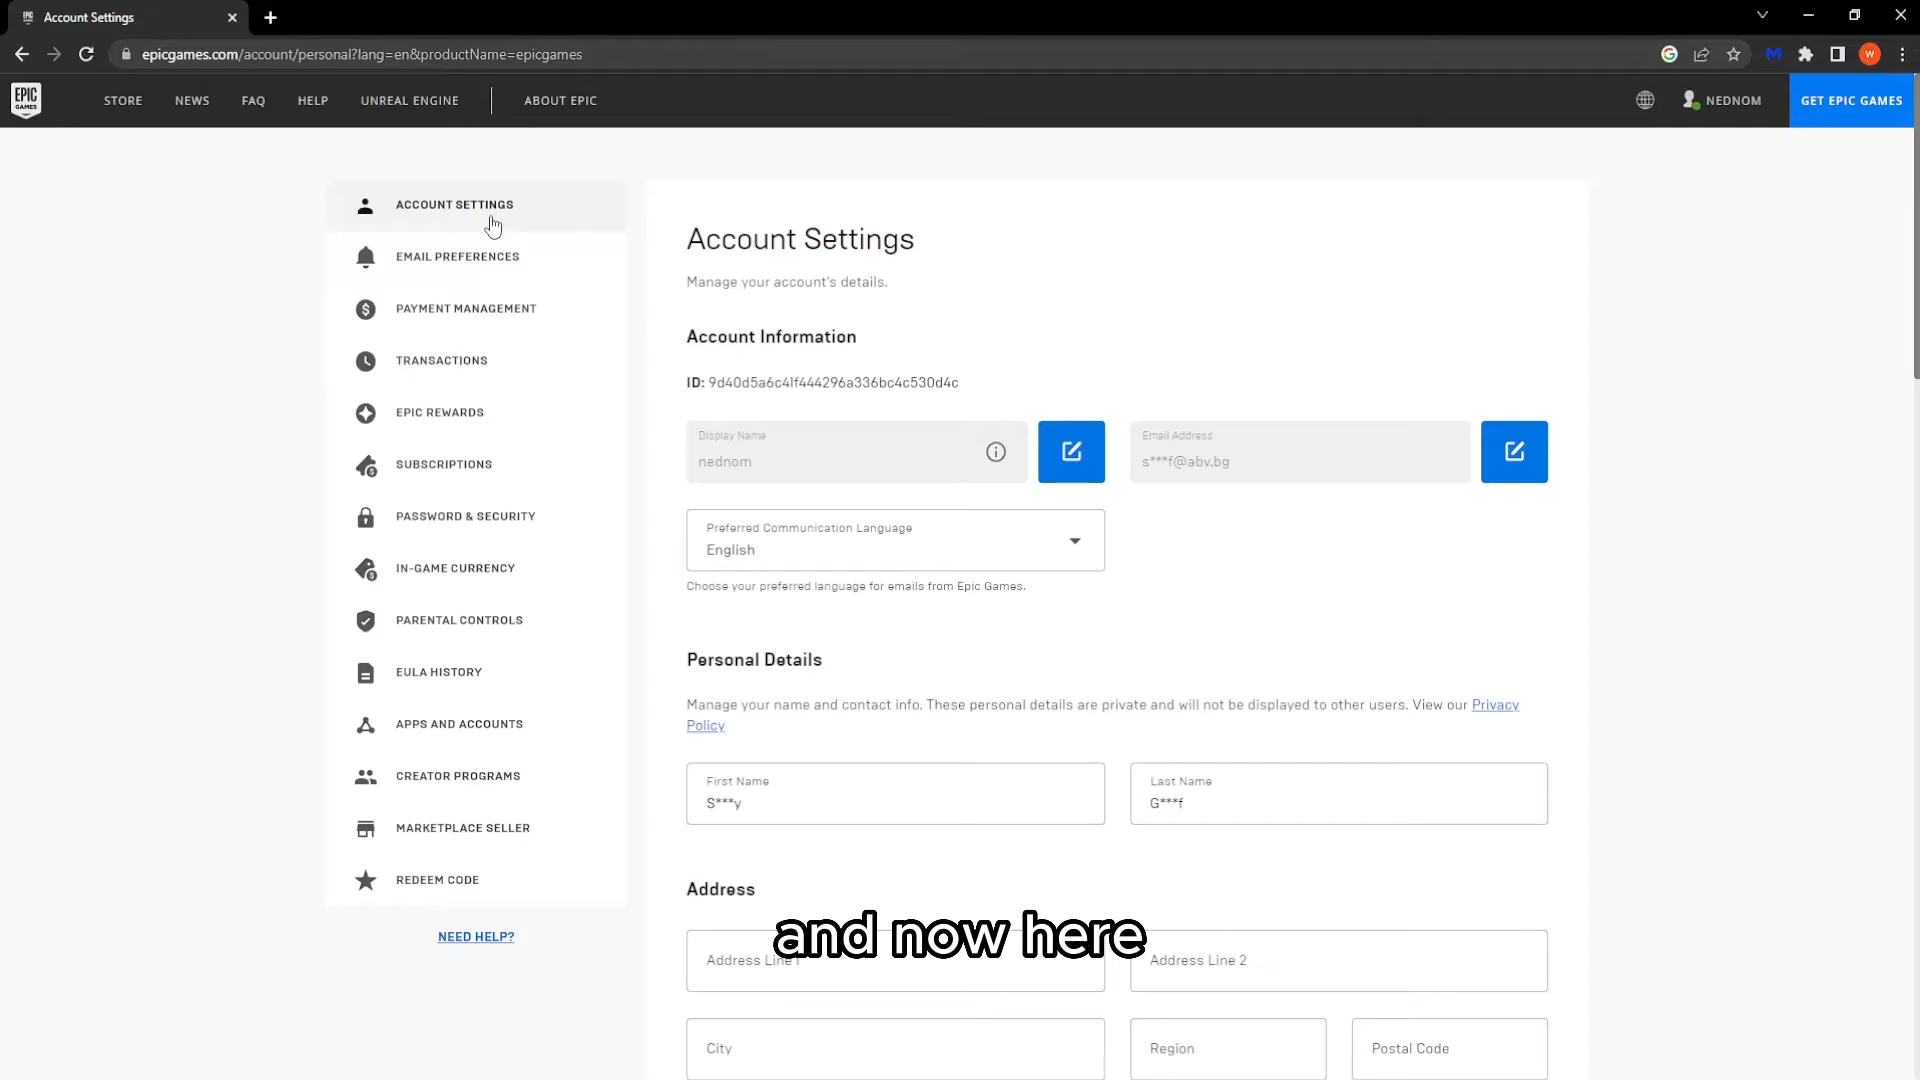 Account Settings
epicgames.com/account/personal?lang=en&productName=epicgames
W
EPIC
GAMES
STORE
NEWS
FAQ
HELP
UNREAL ENGINE
ABOUT EPIC
NEDNOM
GET EPIC GAMES
ACCOUNT SETTINGS
EMAIL PREFERENCES
PAYMENT MANAGEMENT
TRANSACTIONS
EPIC REWARDS
SUBSCRIPTIONS
PASSWORD & SECURITY
IN-GAME CURRENCY
PARENTAL CONTROLS
EULA HISTORY
APPS AND ACCOUNTS
CREATOR PROGRAMS
MARKETPLACE SELLER
REDEEM CODE
NEED HELP?
Account Settings
Manage your account's details.
Account Information
ID: 9d40d5a6c41f444296a336bc4c530d4c
Display Name
nednom
Email Address
s***f@abv.bg
Preferred Communication Language
English
Choose your preferred language for emails from Epic Games.
Personal Details
Manage your name and contact info. These personal details are private and will not be displayed to other users. View our Privacy
Policy
First Name
S***y
Last Name
G***f
Address
and now here
Address Line 1
Address Line 2
City
Region
Postal Code